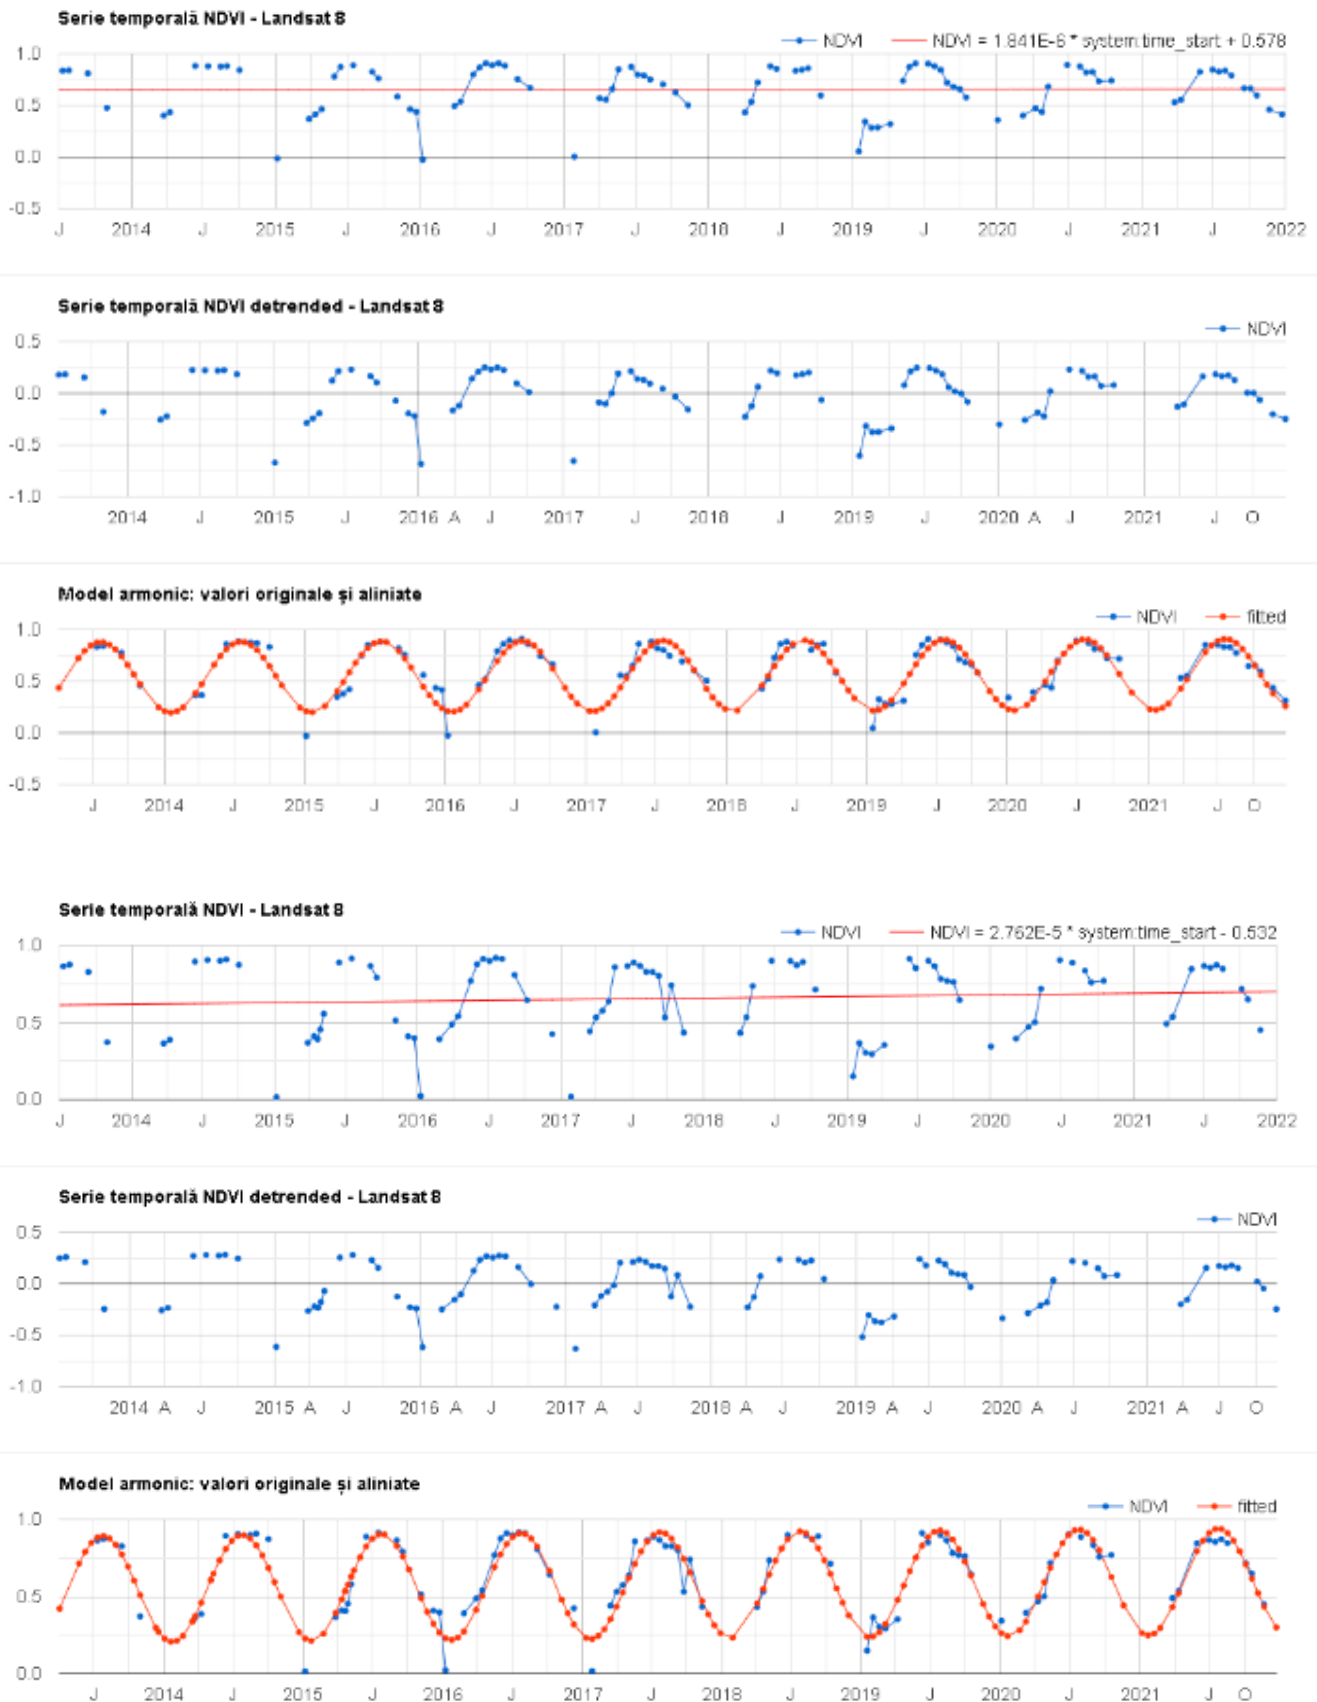 Serie temporală NDVI - Landsat 8
NDVI NDVI = 1.841E-6 * system:time_start + 0.578
1.0
0.5
0.0
-0.5
J 2014 J 2015 J 2016 J 2017 J 2018 J 2019 J 2020 J 2021 J 2022
Serie temporală NDVI detrended - Landsat 8
NDVI
0.5
0.0
-0.5
-1.0
2014 J 2015 J 2016 A J 2017 J 2018 J 2019 J 2020 A J 2021 J O
Model armonic: valori originale și aliniate
NDVI fitted
1.0
0.5
0.0
-0.5
J 2014 J 2015 J 2016 J 2017 J 2018 J 2019 J 2020 J 2021 J O
Serie temporală NDVI - Landsat 8
NDVI NDVI = 2.762E-5 * system:time_start - 0.532
1.0
0.5
0.0
J 2014 J 2015 J 2016 J 2017 J 2018 J 2019 J 2020 J 2021 J 2022
Serie temporală NDVI detrended - Landsat 8
NDVI
0.5
0.0
-0.5
-1.0
2014 A J 2015 A J 2016 A J 2017 A J 2018 A J 2019 A J 2020 A J 2021 A J O
Model armonic: valori originale și aliniate
NDVI fitted
1.0
0.5
0.0
J 2014 J 2015 J 2016 J 2017 J 2018 J 2019 J 2020 J 2021 J O